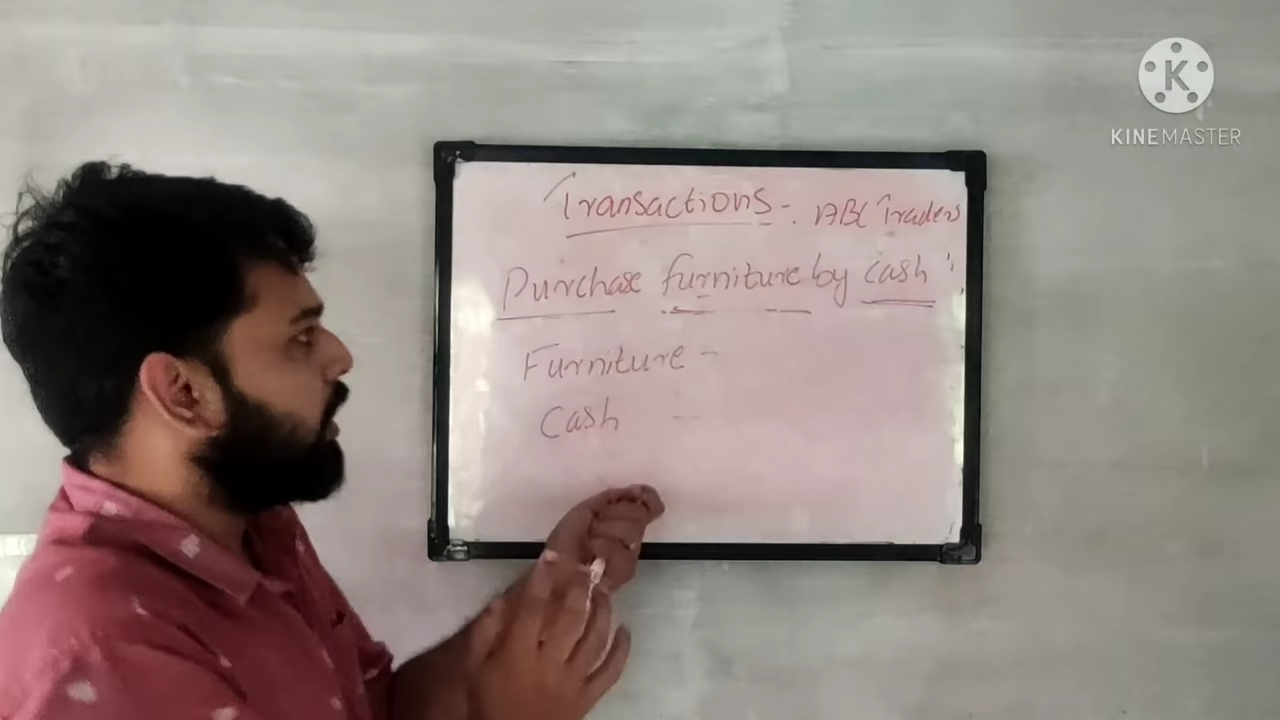 KINEMASTER
Transactions - ABC Traders
Purchase furniture by cash
Furniture -
Cash --